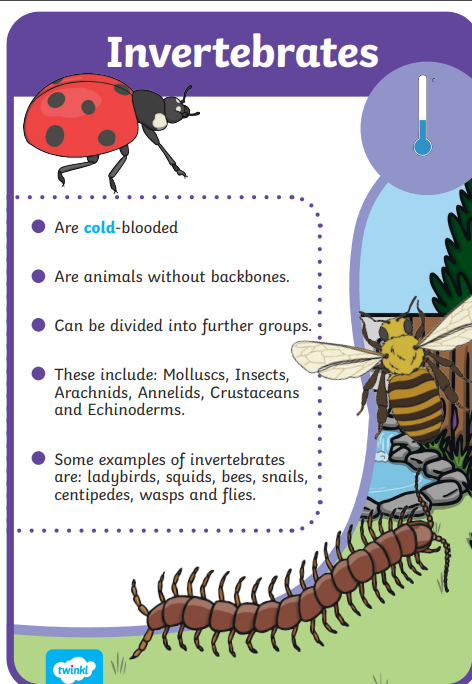 Invertebrates
Are cold-blooded
Are animals without backbones.
Can be divided into further groups.
These include: Molluscs, Insects,
Arachnids, Annelids, Crustaceans
and Echinoderms.
Some examples of invertebrates
are: ladybirds, squids, bees, snails,
centipedes, wasps and flies.
twinkl